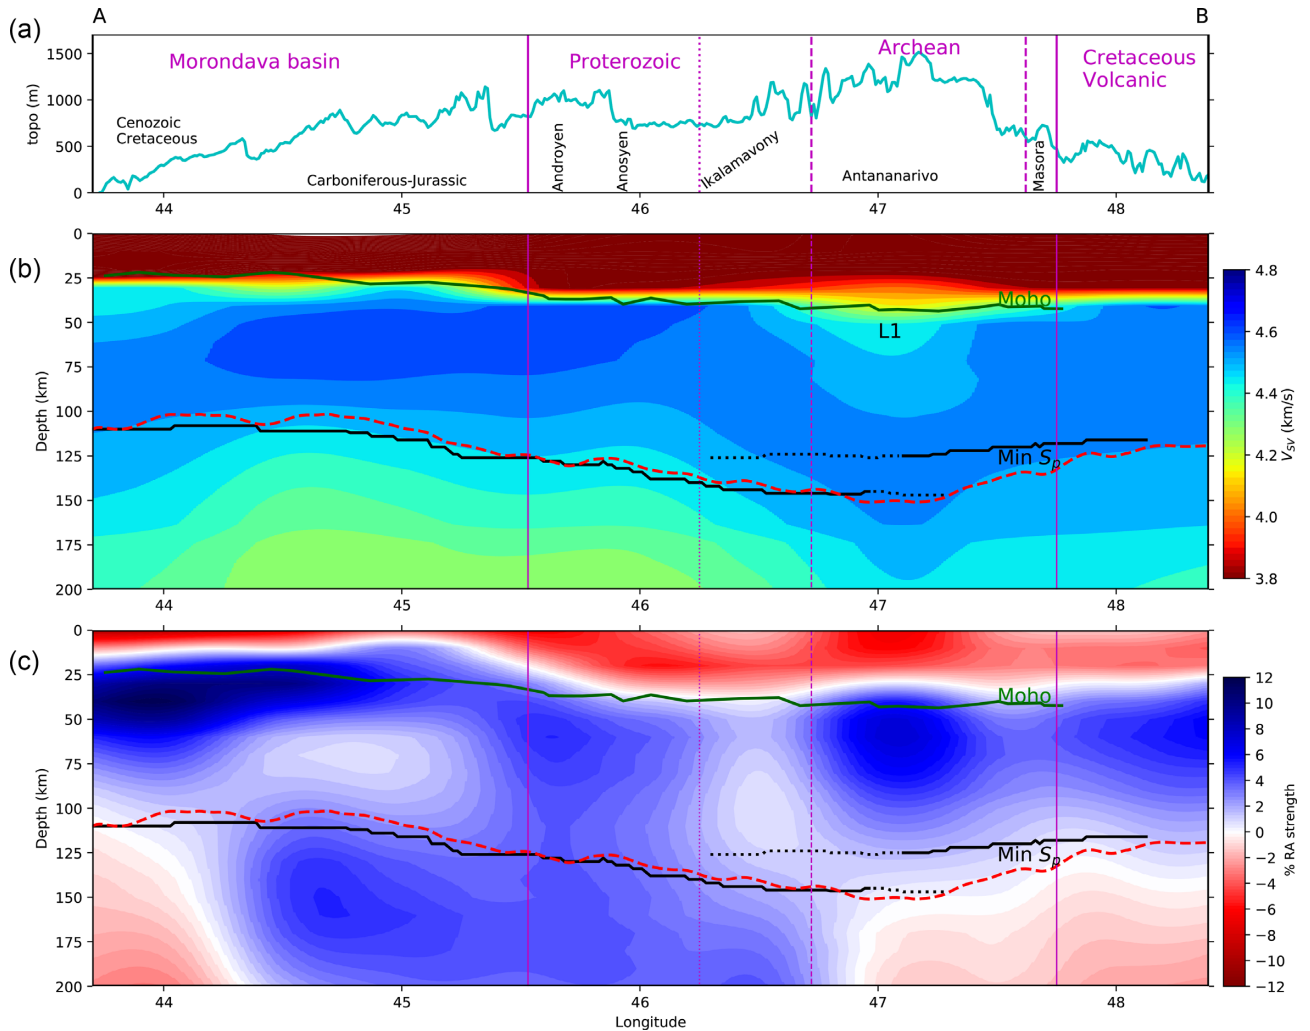 A
B
(a)
topo (m)
1500
1000
500
0
Morondava basin
Proterozoic
Archean
Cretaceous
Volcanic
Cenozoic
Cretaceous
Carboniferous-Jurassic
Androyen
Anosyen
Ikalamavony
Antananarivo
Masora
44
45
46
47
48
(b)
Depth (km)
0
25
50
75
100
125
150
175
200
Moho
L1
Min Sp
44
45
46
47
48
4.8
4.6
4.4
4.2
4.0
3.8
VSV (km/s)
(c)
Depth (km)
0
25
50
75
100
125
150
175
200
Moho
Min Sp
44
45
46
47
48
Longitude
12
10
8
6
4
2
0
−2
−4
−6
−8
−10
−12
% RA strength